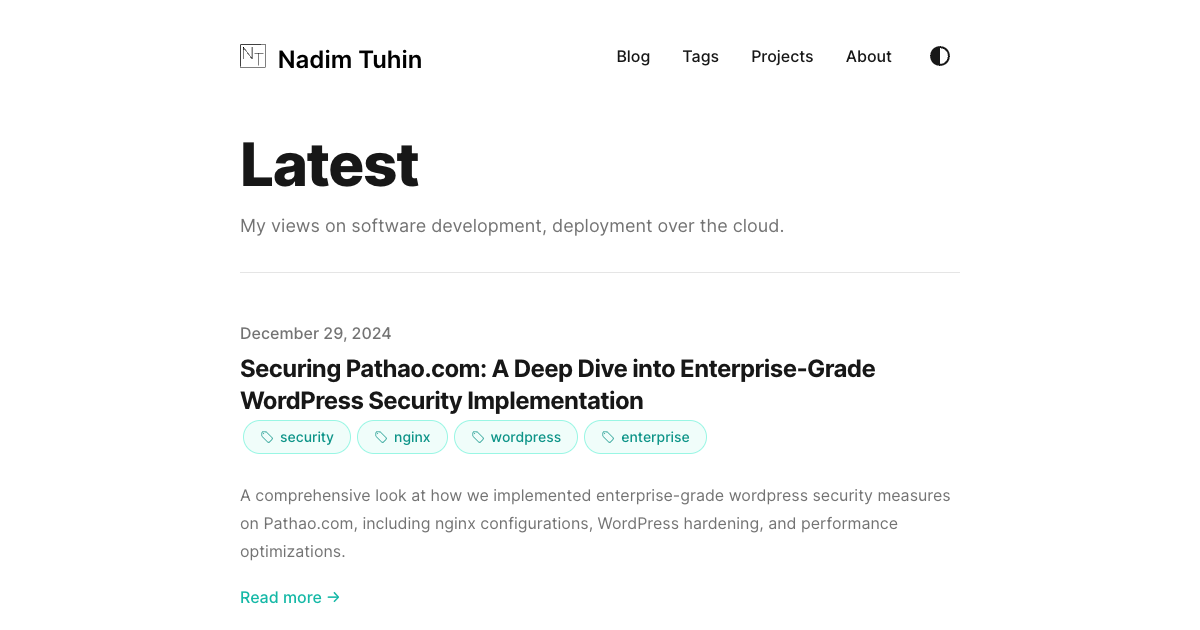 NT Nadim Tuhin Blog Tags Projects About
Latest
My views on software development, deployment over the cloud.
December 29, 2024
Securing Pathao.com: A Deep Dive into Enterprise-Grade
WordPress Security Implementation
security nginx wordpress enterprise
A comprehensive look at how we implemented enterprise-grade wordpress security measures
on Pathao.com, including nginx configurations, WordPress hardening, and performance
optimizations.
Read more →